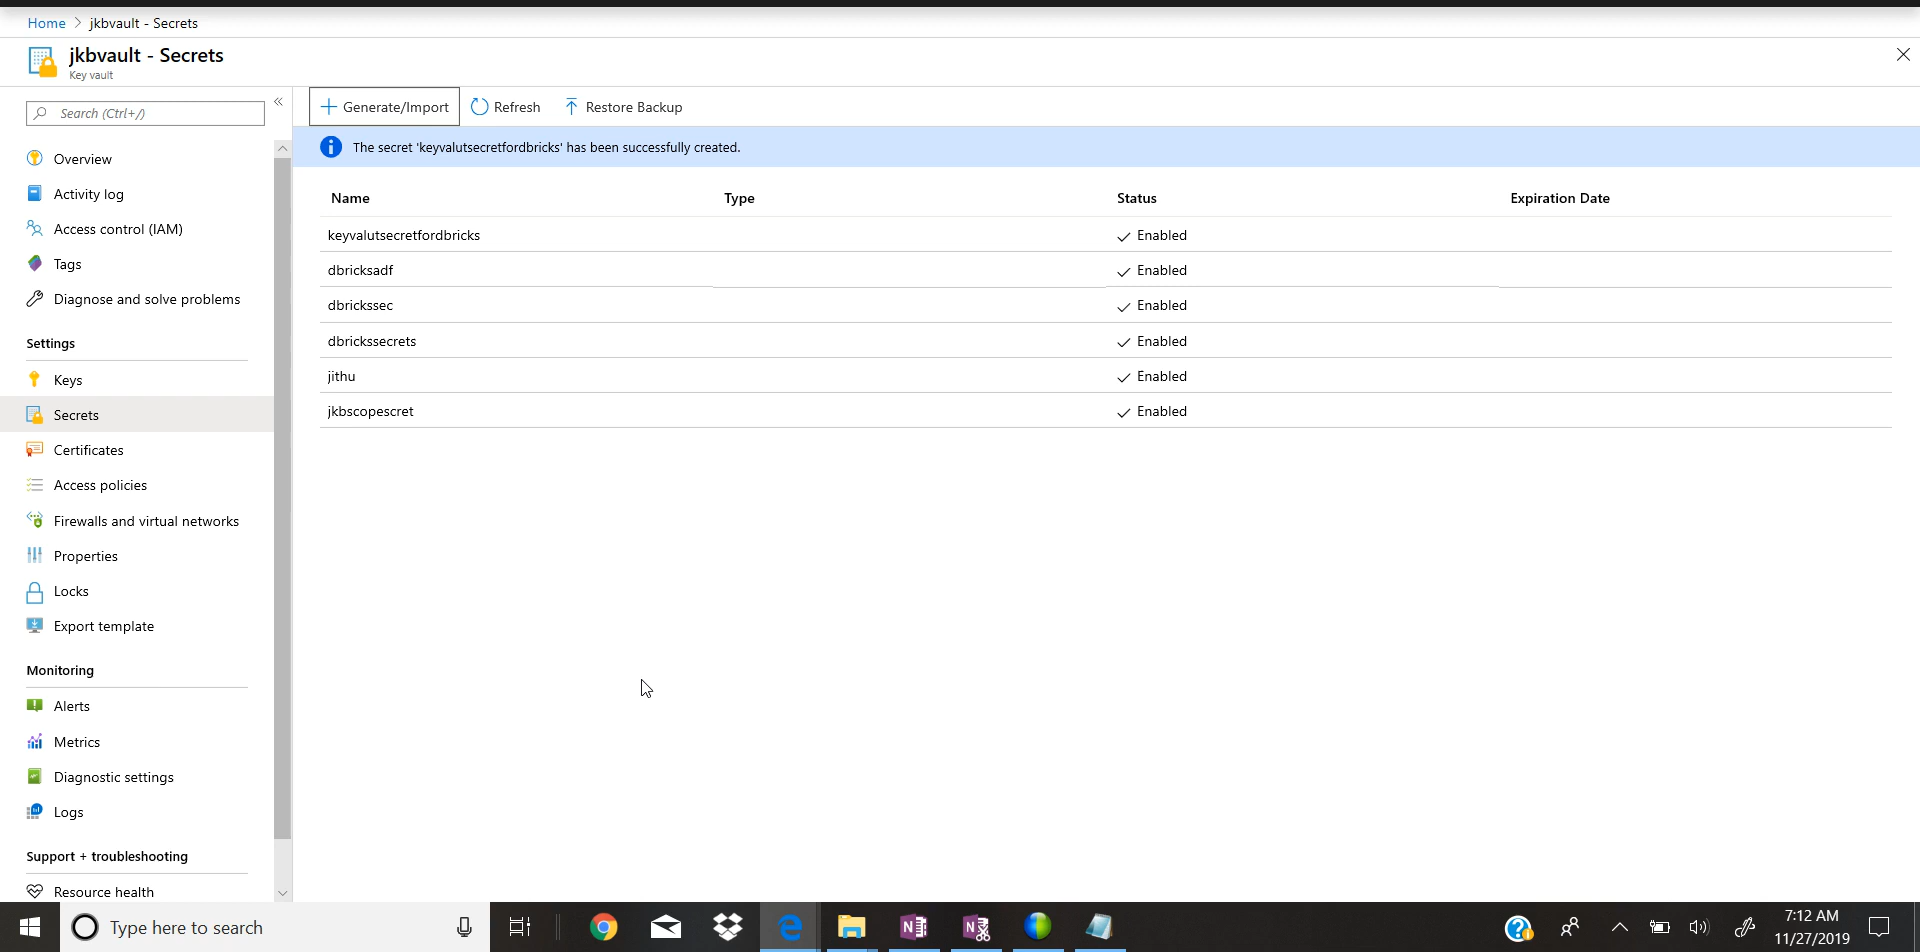 Home > jkbvault - Secrets
jkbvault - Secrets
Key vault
Search (Ctrl+/)
«
Generate/Import
Refresh
Restore Backup
The secret 'keyvalutsecretfordbricks' has been successfully created.
Name Type Status Expiration Date
keyvalutsecretfordbricks Enabled
dbricksadf Enabled
dbrickssec Enabled
dbrickssecrets Enabled
jithu Enabled
jkbscopescret Enabled
Overview
Activity log
Access control (IAM)
Tags
Diagnose and solve problems
Settings
Keys
Secrets
Certificates
Access policies
Firewalls and virtual networks
Properties
Locks
Export template
Monitoring
Alerts
Metrics
Diagnostic settings
Logs
Support + troubleshooting
Resource health
Type here to search
7:12 AM
11/27/2019